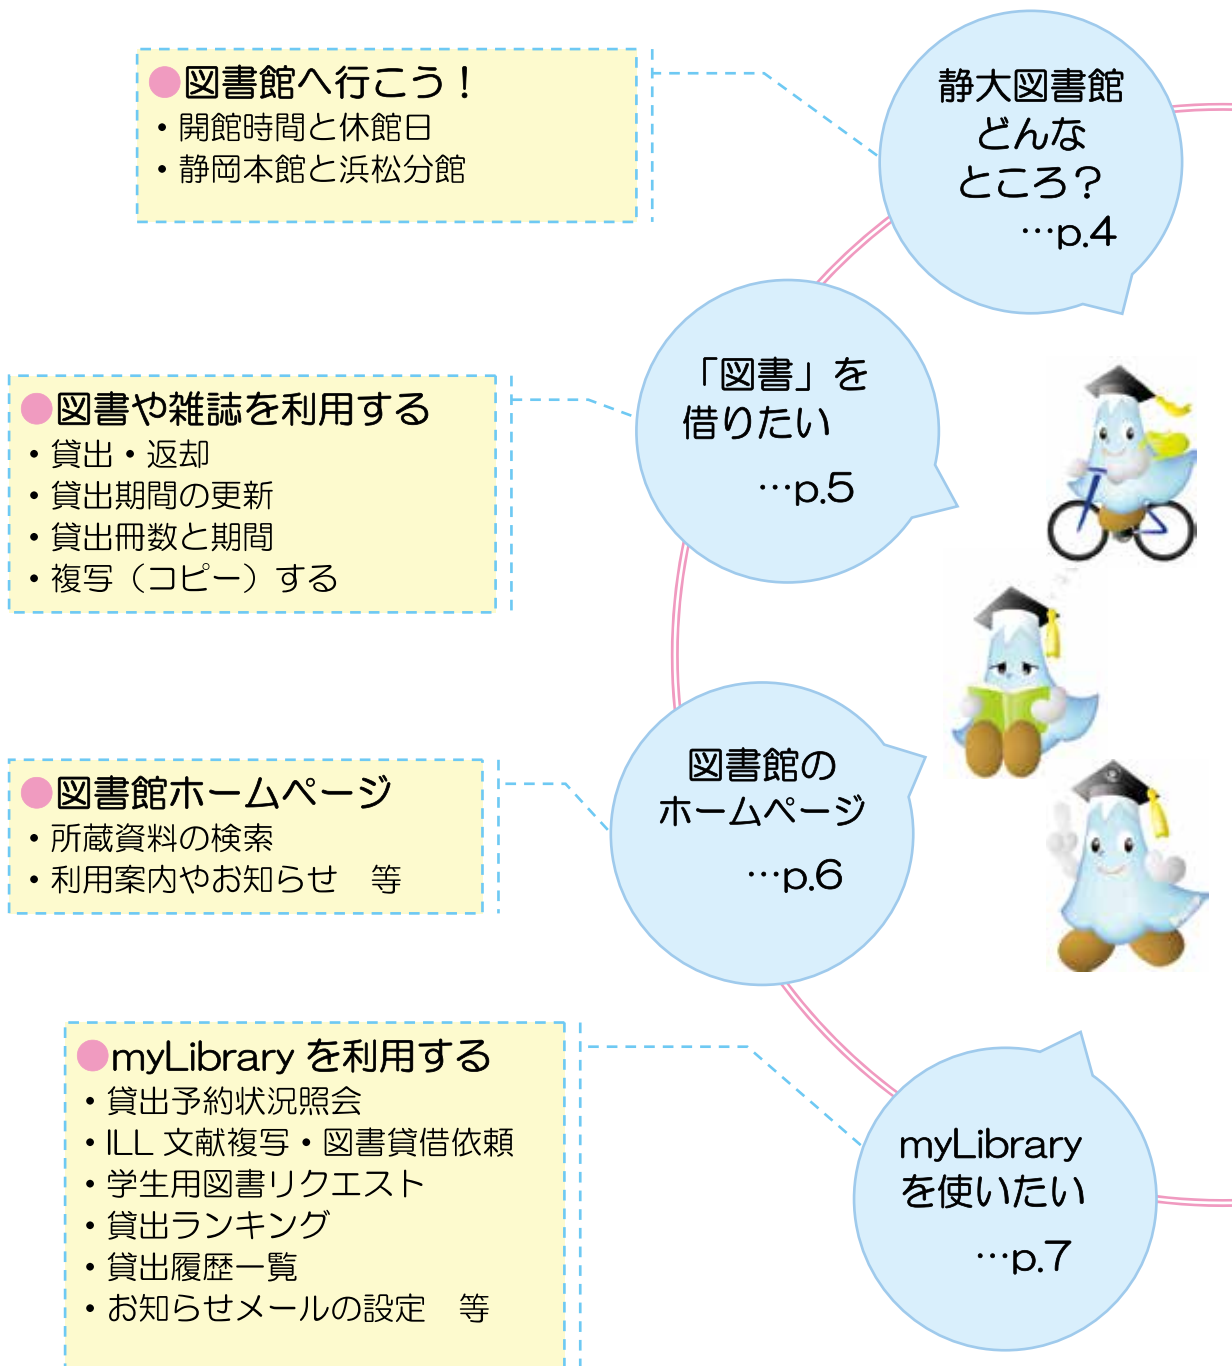 ●図書館へ行こう！
・開館時間と休館日
・静岡本館と浜松分館
静大図書館
どんな
ところ？
…p.4
●図書や雑誌を利用する
・貸出・返却
・貸出期間の更新
・貸出冊数と期間
・複写（コピー）する
「図書」を
借りたい
…p.5
●図書館ホームページ
・所蔵資料の検索
・利用案内やお知らせ　等
図書館の
ホームページ
…p.6
●myLibrary を利用する
・貸出予約状況照会
・ILL 文献複写・図書貸借依頼
・学生用図書リクエスト
・貸出ランキング
・貸出履歴一覧
・お知らせメールの設定　等
myLibrary
を使いたい
…p.7